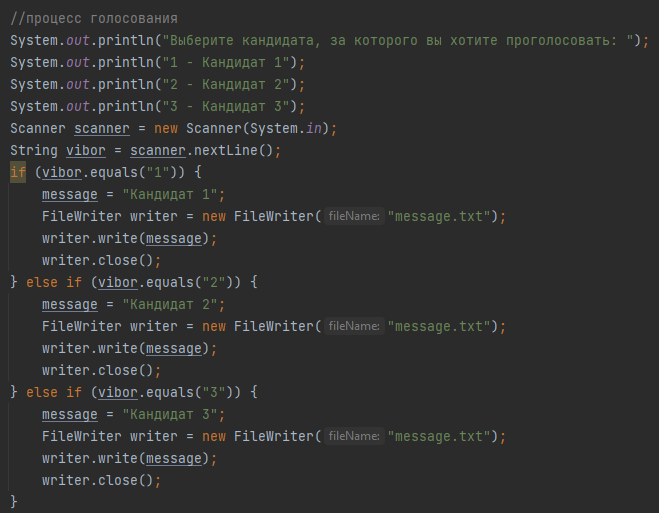 //процесс голосования
System.out.println("Выберите кандидата, за которого вы хотите проголосовать: ");
System.out.println("1 - Кандидат 1");
System.out.println("2 - Кандидат 2");
System.out.println("3 - Кандидат 3");
Scanner scanner = new Scanner(System.in);
String vibor = scanner.nextLine();
if (vibor.equals("1")) {
    message = "Кандидат 1";
    FileWriter writer = new FileWriter( fileName: "message.txt");
    writer.write(message);
    writer.close();
} else if (vibor.equals("2")) {
    message = "Кандидат 2";
    FileWriter writer = new FileWriter( fileName: "message.txt");
    writer.write(message);
    writer.close();
} else if (vibor.equals("3")) {
    message = "Кандидат 3";
    FileWriter writer = new FileWriter( fileName: "message.txt");
    writer.write(message);
    writer.close();
}